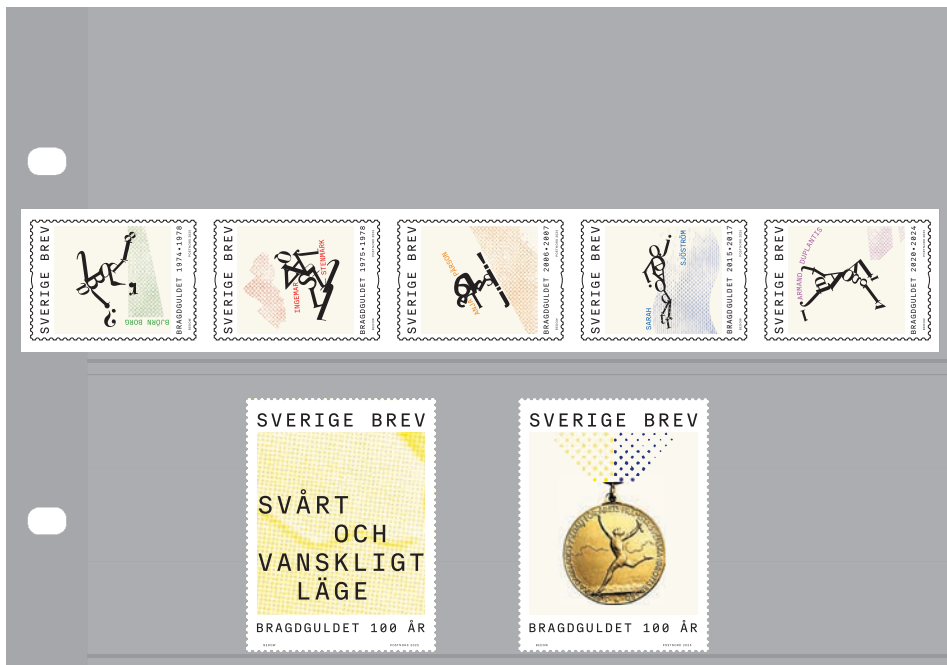 SVERIGE BREV
BJÖRN BORG
BRAGDGULDET 1974•1978
SVERIGE BREV
INGEMAR
STENMARK
BRAGDGULDET 1975•1978
SVERIGE BREV
ANJA
PÄRSON
BRAGDGULDET 2006•2007
SVERIGE BREV
SARAH
SJÖSTRÖM
BRAGDGULDET 2015•2017
SVERIGE BREV
ARMAND
DUPLANTIS
BRAGDGULDET 2020•2024
SVERIGE BREV
SVÅRT
OCH
VANSKLIGT
LÄGE
BRAGDGULDET 100 ÅR
SVERIGE BREV
BRAGDGULDET 100 ÅR